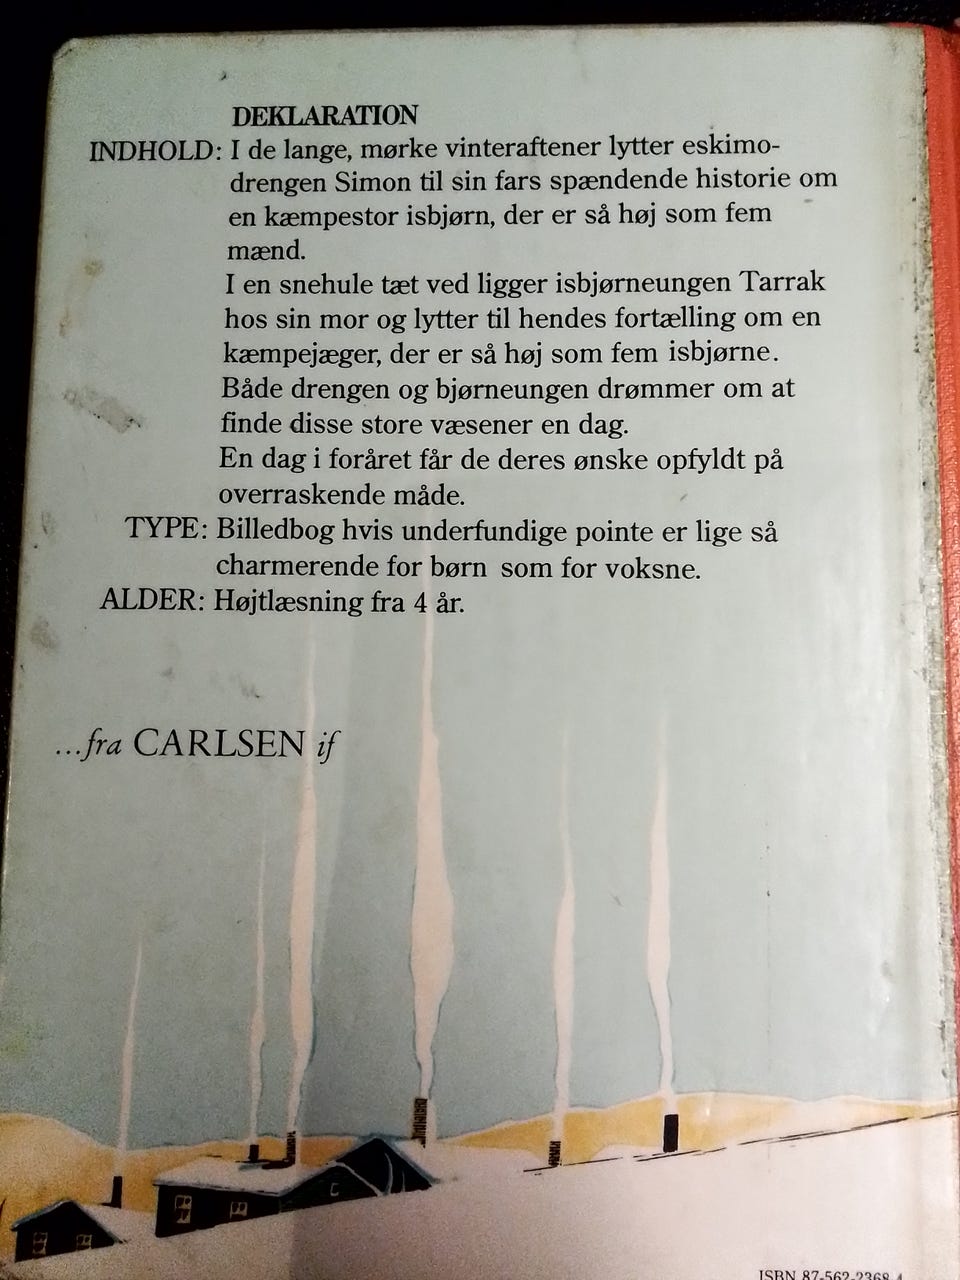 DEKLARATION
INDHOLD: I de lange, mørke vinteraftener lytter eskimo-
drengen Simon til sin fars spændende historie om
en kæmpestor isbjørn, der er så høj som fem
mænd.
I en snehule tæt ved ligger isbjørneungen Tarrak
hos sin mor og lytter til hendes fortælling om en
kæmpejæger, der er så høj som fem isbjørne.
Både drengen og bjørneungen drømmer om at
finde disse store væsener en dag.
En dag i foråret får de deres ønske opfyldt på
overraskende måde.
TYPE: Billedbog hvis underfundige pointe er lige så
charmerende for børn som for voksne.
ALDER: Højtlæsning fra 4 år.
...fra CARLSEN if
ISBN 87-562-2368-4